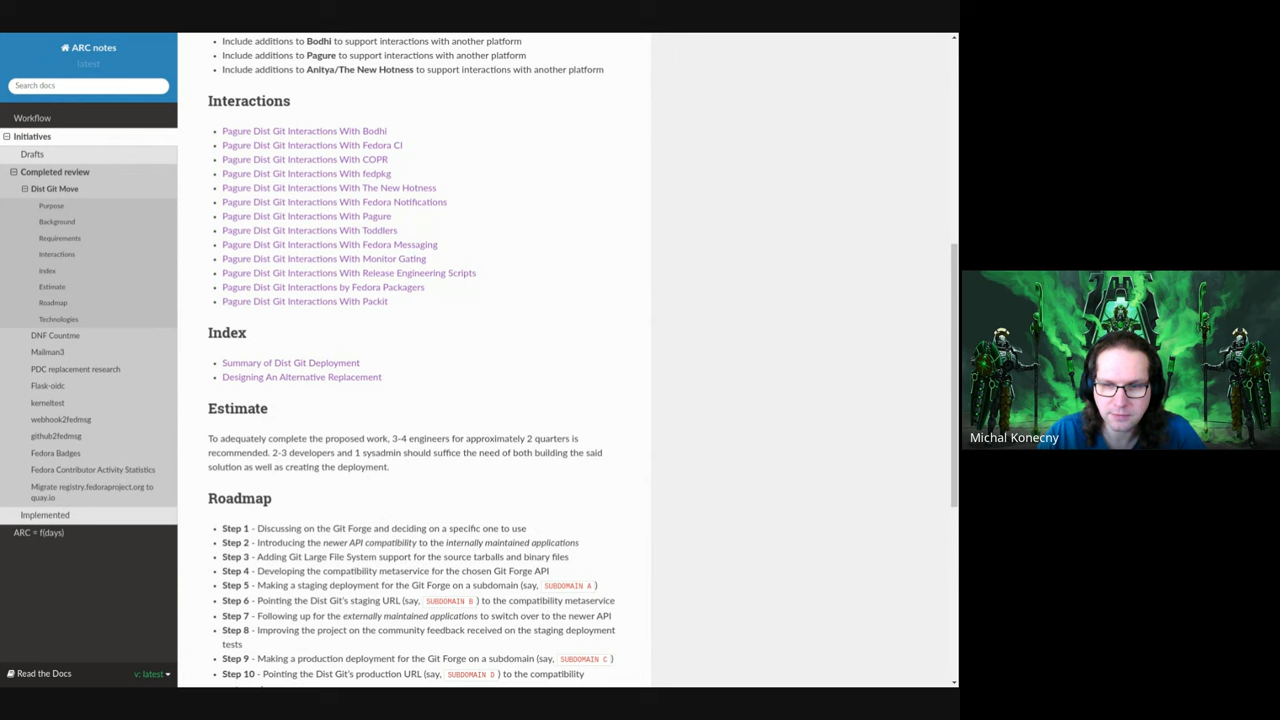 ARC notes
latest
Search docs
Workflow
Initiatives
Drafts
Completed review
Dist Git Move
Purpose
Background
Requirements
Interactions
Index
Estimate
Roadmap
Technologies
DNF Countme
Mailman3
PDC replacement research
Flask-oidc
kerneltest
webhook2fedmsg
github2fedmsg
Fedora Badges
Fedora Contributor Activity Statistics
Migrate registry.fedoraproject.org to
quay.io
Implemented
ARC = f(days)
Read the Docs
v: latest
Include additions to Bodhi to support interactions with another platform
Include additions to Pagure to support interactions with another platform
Include additions to Anitya/The New Hotness to support interactions with another platform
Interactions
Pagure Dist Git Interactions With Bodhi
Pagure Dist Git Interactions With Fedora CI
Pagure Dist Git Interactions With COPR
Pagure Dist Git Interactions With fedpkg
Pagure Dist Git Interactions With The New Hotness
Pagure Dist Git Interactions With Fedora Notifications
Pagure Dist Git Interactions With Pagure
Pagure Dist Git Interactions With Toddlers
Pagure Dist Git Interactions With Fedora Messaging
Pagure Dist Git Interactions With Monitor Gating
Pagure Dist Git Interactions With Release Engineering Scripts
Pagure Dist Git Interactions by Fedora Packagers
Pagure Dist Git Interactions With Packit
Index
Summary of Dist Git Deployment
Designing An Alternative Replacement
Estimate
To adequately complete the proposed work, 3-4 engineers for approximately 2 quarters is
recommended. 2-3 developers and 1 sysadmin should suffice the need of both building the said
solution as well as creating the deployment.
Roadmap
Step 1 - Discussing on the Git Forge and deciding on a specific one to use
Step 2 - Introducing the newer API compatibility to the internally maintained applications
Step 3 - Adding Git Large File System support for the source tarballs and binary files
Step 4 - Developing the compatibility metaservice for the chosen Git Forge API
Step 5 - Making a staging deployment for the Git Forge on a subdomain (say, SUBDOMAIN A )
Step 6 - Pointing the Dist Git's staging URL (say, SUBDOMAIN B ) to the compatibility metaservice
Step 7 - Following up for the externally maintained applications to switch over to the newer API
Step 8 - Improving the project on the community feedback received on the staging deployment
tests
Step 9 - Making a production deployment for the Git Forge on a subdomain (say, SUBDOMAIN C )
Step 10 - Pointing the Dist Git's production URL (say, SUBDOMAIN D ) to the compatibility
Michal Konecny